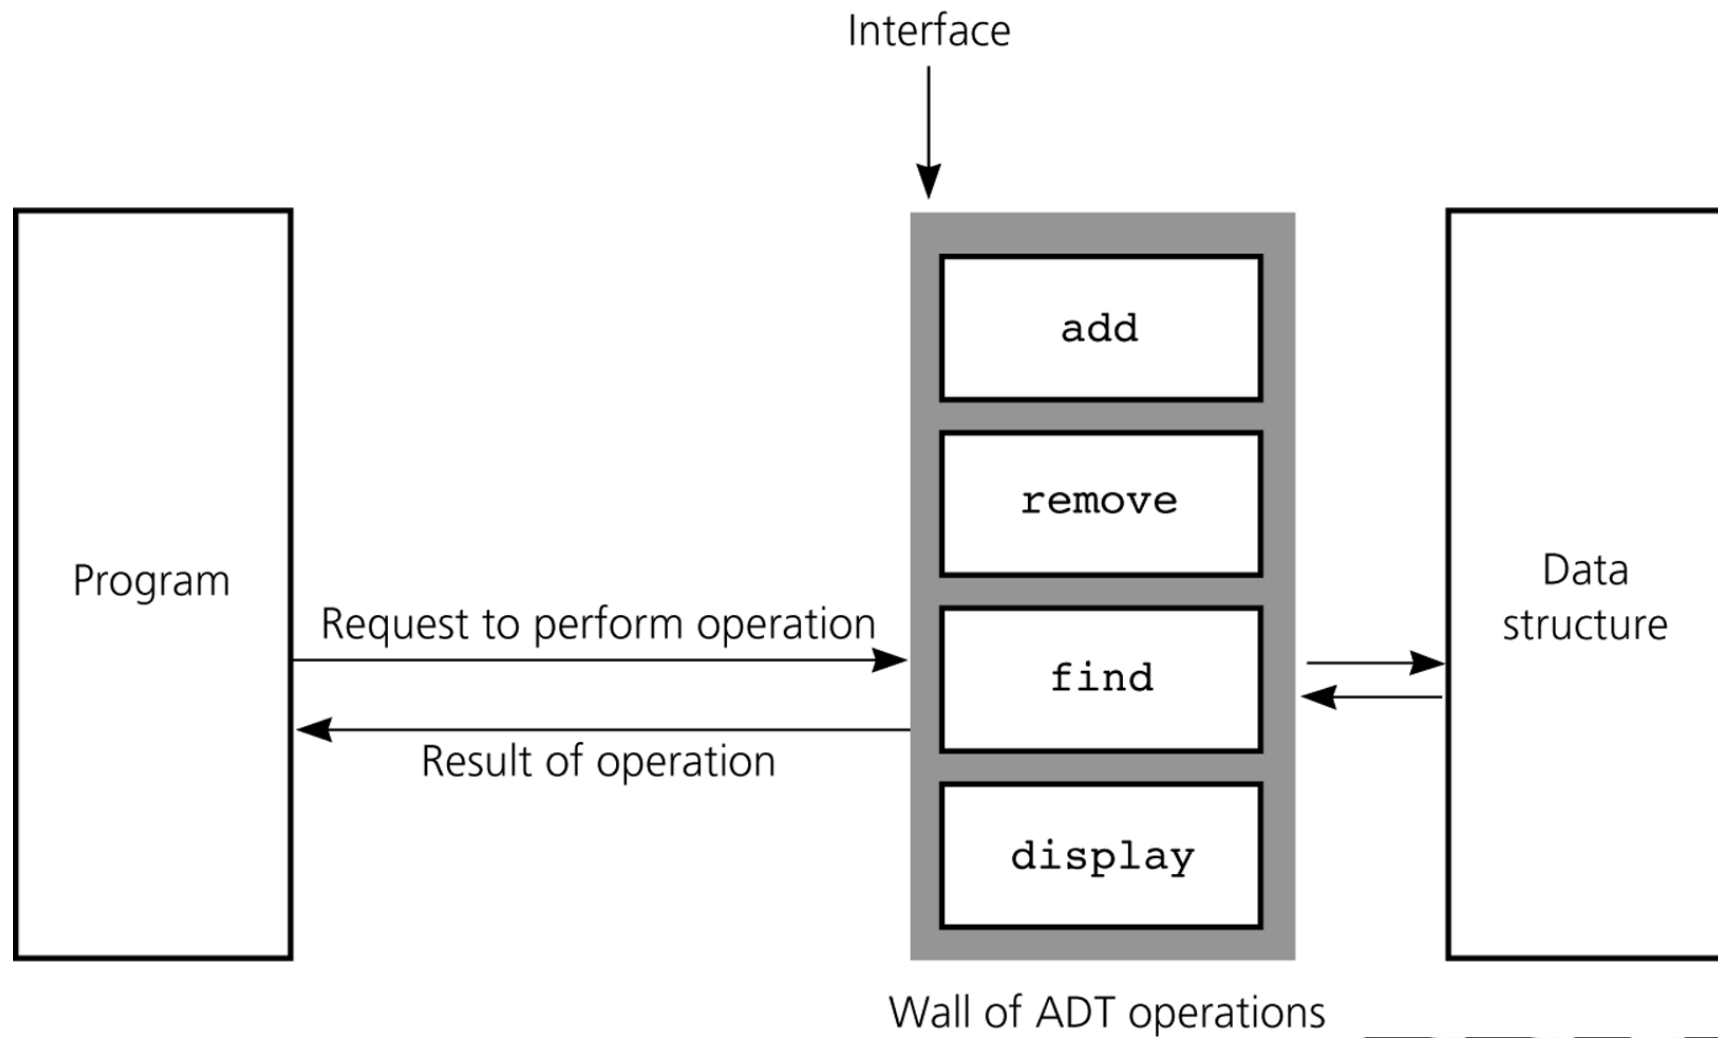 Interface
add
remove
Program
Request to perform operation
find
Result of operation
display
Data
structure
Wall of ADT operations